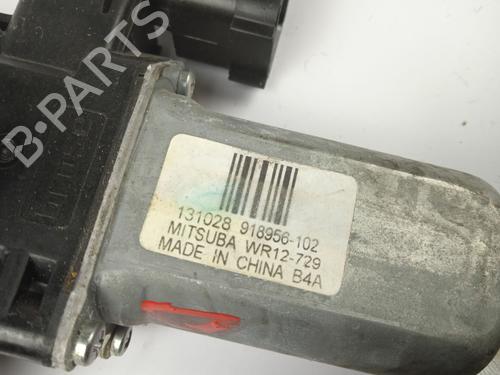 B-PARTS
131028 918956-102
MITSUBA WR12-729
MADE IN CHINA B4A